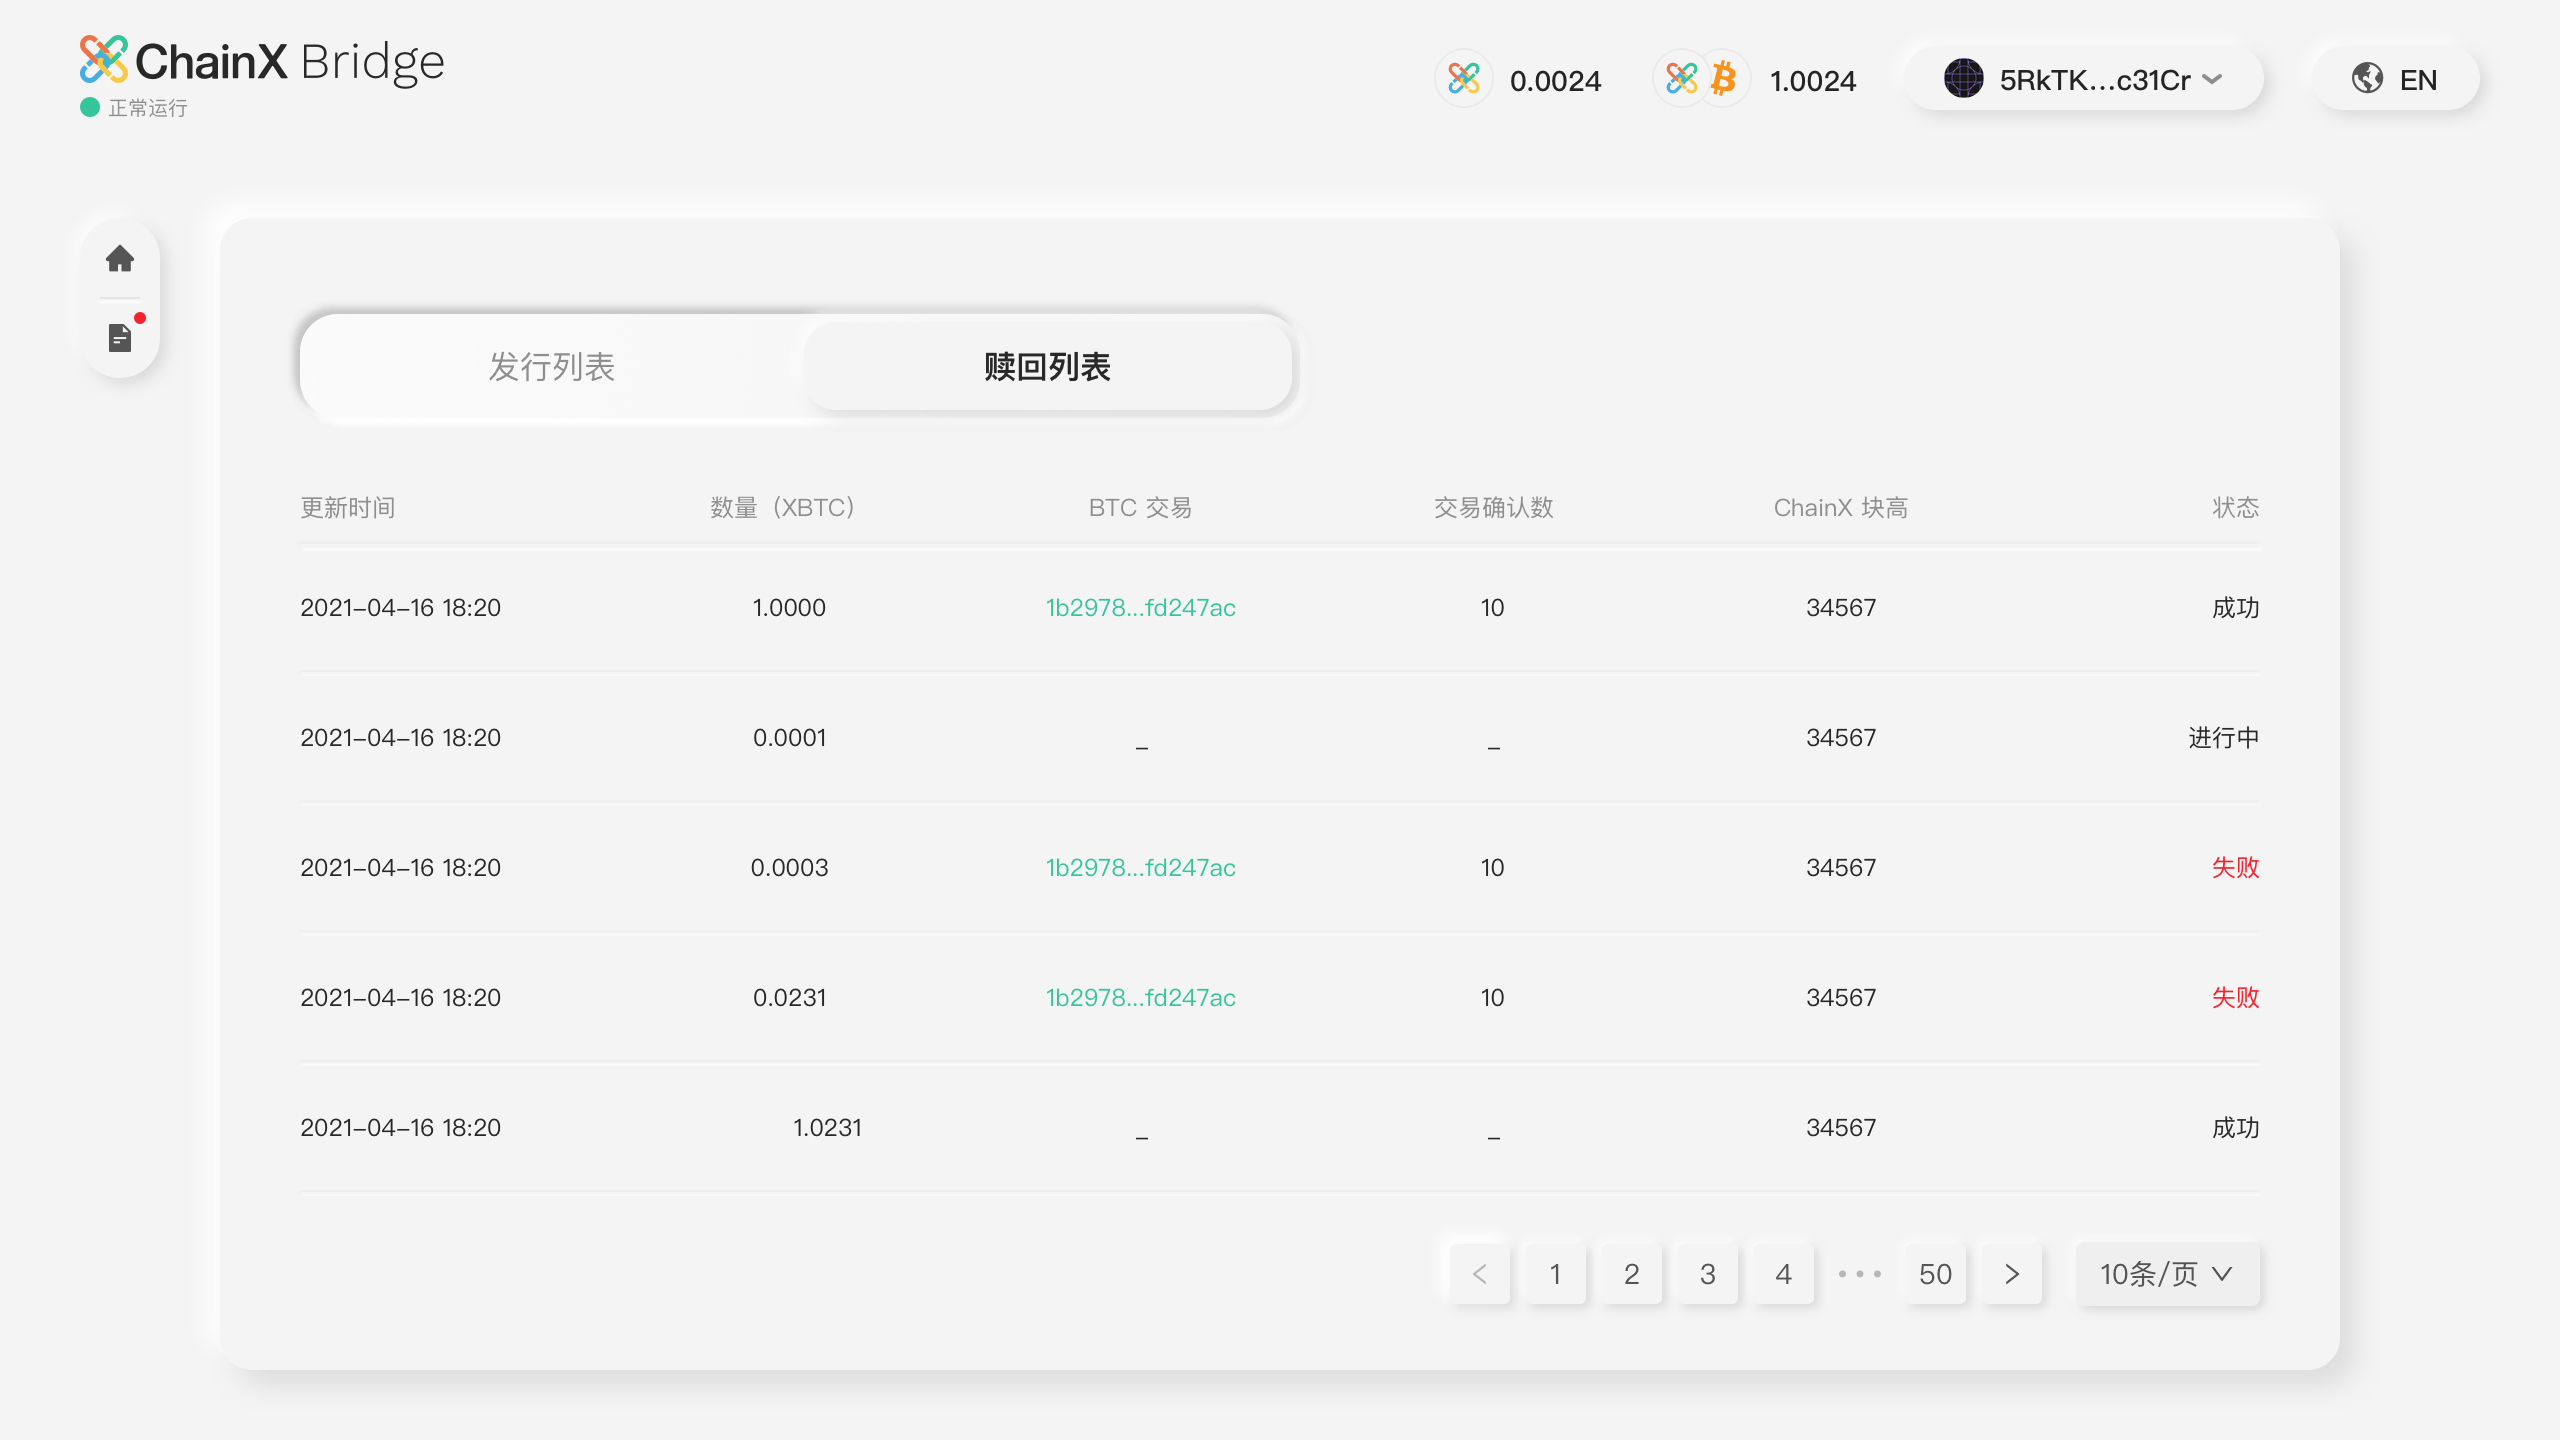 ChainX Bridge
正常运行
0.0024
1.0024
5RkTK...c31Cr
EN
发行列表 赎回列表
更新时间 数量（XBTC） BTC 交易 交易确认数 ChainX 块高 状态
2021-04-16 18:20 1.0000 1b2978...fd247ac 10 34567 成功
2021-04-16 18:20 0.0001 _ _ 34567 进行中
2021-04-16 18:20 0.0003 1b2978...fd247ac 10 34567 失败
2021-04-16 18:20 0.0231 1b2978...fd247ac 10 34567 失败
2021-04-16 18:20 1.0231 _ _ 34567 成功
< 1 2 3 4 ••• 50 > 10条/页